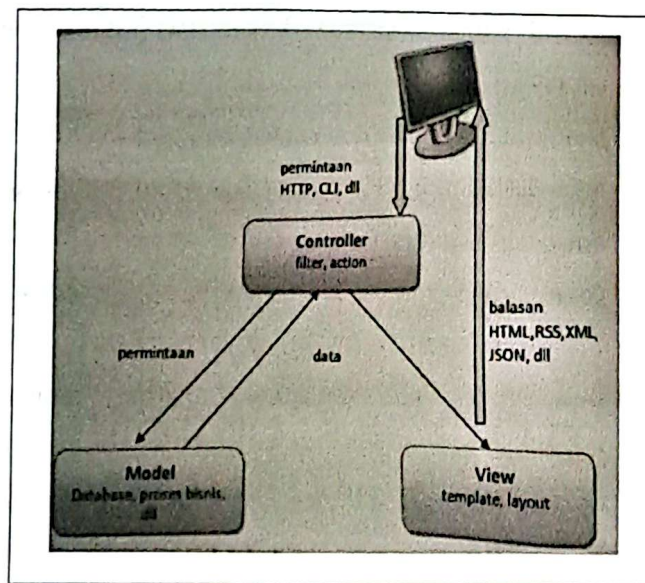 permintaan
HTTP, CLI, dll
Controller
filter, action
permintaan
data
balasan
HTML,RSS,XML,
JSON, dll
Model
Database, proses bisnis,
dll
View
template, layout